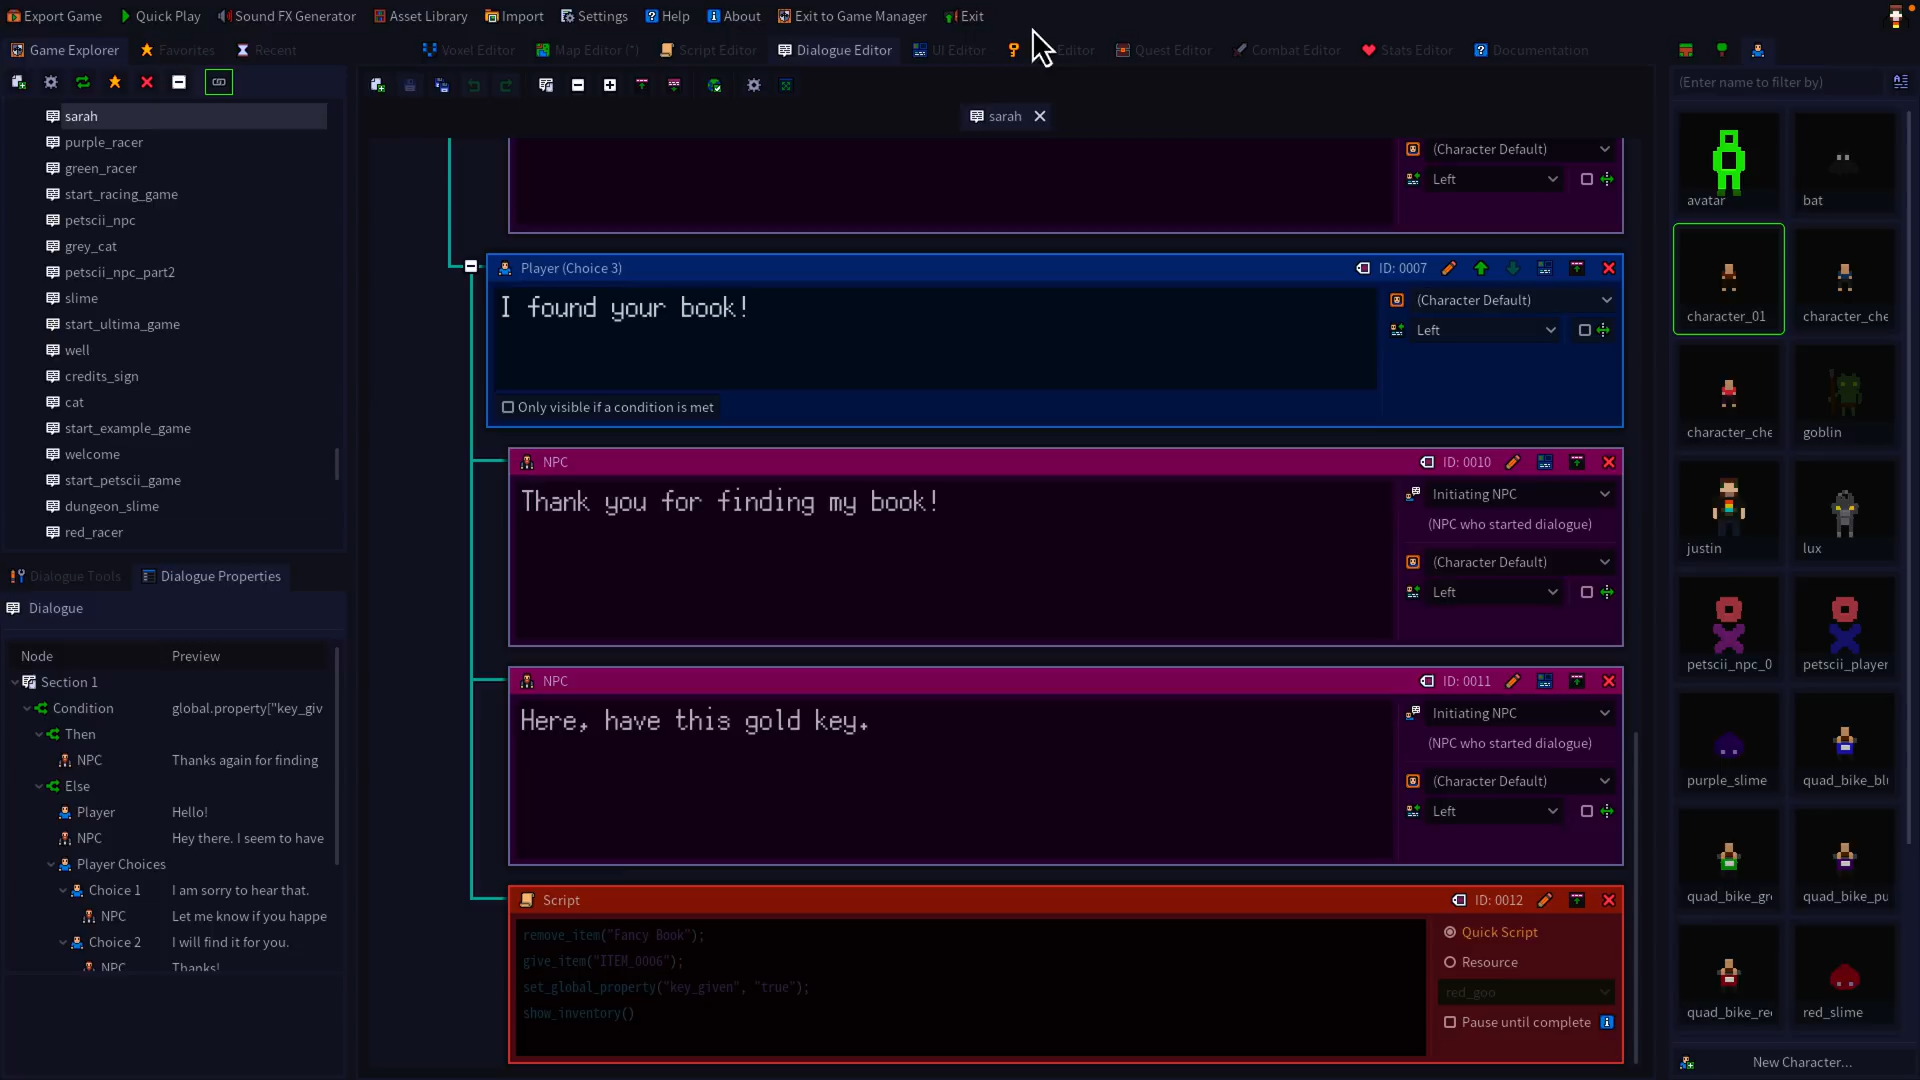 Export Game Quick Play Sound FX Generator Asset Library Import Settings Help About Exit to Game Manager Exit
Game Explorer Favorites Recent Voxel Editor Map Editor (*) Script Editor Dialogue Editor UI Editor Editor Quest Editor Combat Editor Stats Editor Documentation
(Enter name to filter by)
sarah
sarah
purple_racer
green_racer
start_racing_game
petscii_npc
grey_cat
petscii_npc_part2
slime
start_ultima_game
well
credits_sign
cat
start_example_game
welcome
start_petscii_game
dungeon_slime
red_racer
Dialogue Tools Dialogue Properties
Dialogue
Node Preview
Section 1
Condition global.property["key_giv
Then
NPC Thanks again for finding
Else
Player Hello!
NPC Hey there. I seem to have
Player Choices
Choice 1 I am sorry to hear that.
NPC Let me know if you happe
Choice 2 I will find it for you.
NPC Thanks!
(Character Default)
Left
Player (Choice 3) ID: 0007
I found your book!
(Character Default)
Left
Only visible if a condition is met
NPC ID: 0010
Thank you for finding my book!
Initiating NPC
(NPC who started dialogue)
(Character Default)
Left
NPC ID: 0011
Here, have this gold key.
Initiating NPC
(NPC who started dialogue)
(Character Default)
Left
Script ID: 0012
remove_item("Fancy Book");
give_item("ITEM_0006");
set_global_property("key_given", "true");
show_inventory()
Quick Script
Resource
red_goo
Pause until complete
avatar bat
character_01 character_che
character_che goblin
justin lux
petscii_npc_0 petscii_player
purple_slime quad_bike_blu
quad_bike_gre quad_bike_pu
quad_bike_red red_slime
New Character...